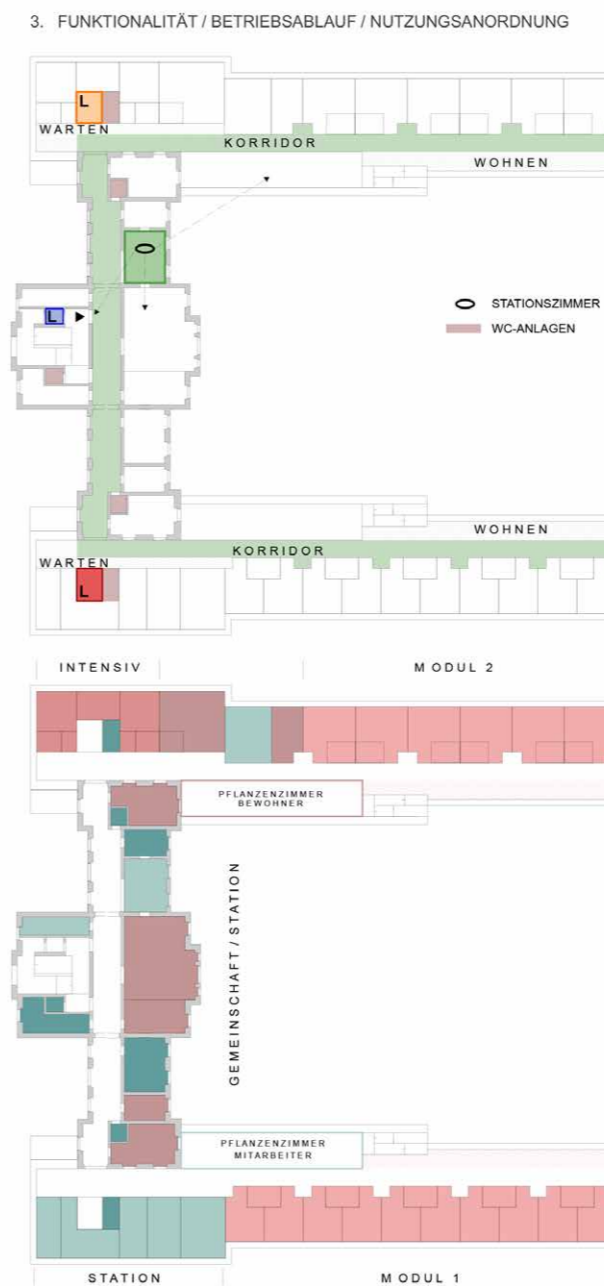 3. FUNKTIONALITÄT / BETRIEBSABLAUF / NUTZUNGSANORDNUNG
L
WARTEN
KORRIDOR
WOHNEN
L
STATIONSZIMMER
WC-ANLAGEN
WOHNEN
KORRIDOR
WARTEN
L
INTENSIV
MODUL 2
PFLANZENZIMMER
BEWOHNER
GEMEINSCHAFT / STATION
PFLANZENZIMMER
MITARBEITER
STATION
MODUL 1